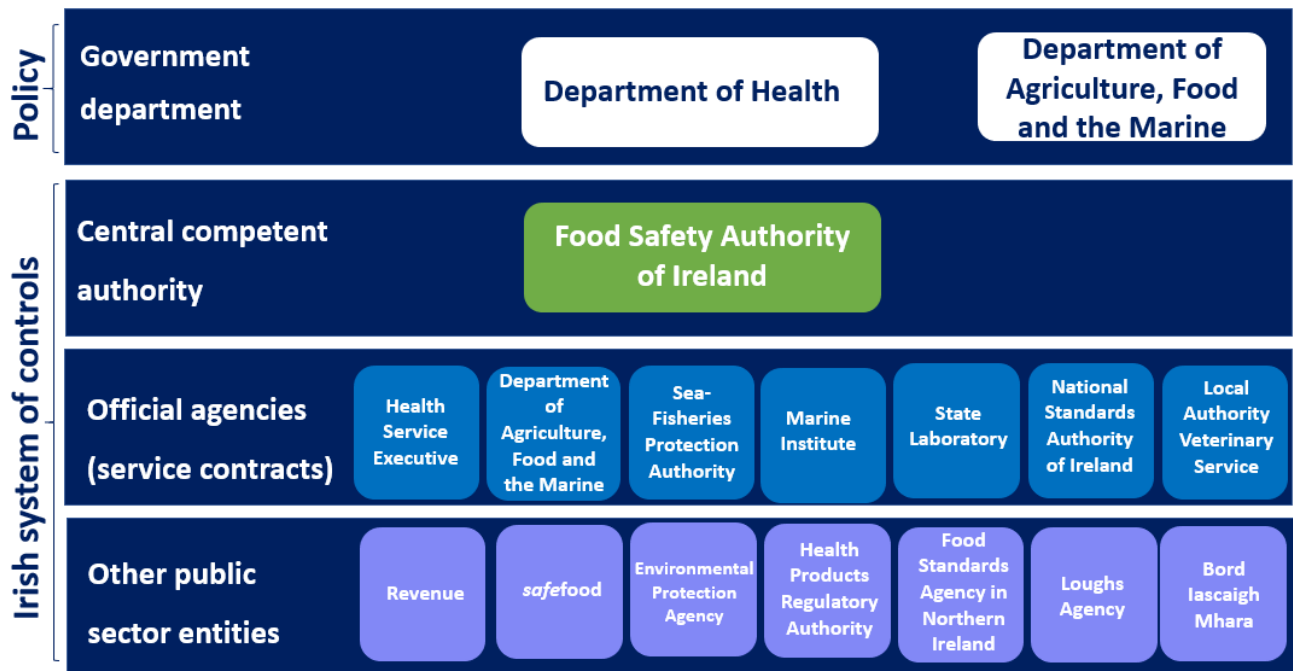 Policy
Government
department
Department of Health
Department of
Agriculture, Food
and the Marine
Irish system of controls
Central competent
authority
Food Safety Authority
of Ireland
Official agencies
(service contracts)
Health
Service
Executive
Department
of
Agriculture,
Food and
the Marine
Sea-
Fisheries
Protection
Authority
Marine
Institute
State
Laboratory
National
Standards
Authority
of Ireland
Local
Authority
Veterinary
Service
Other public
sector entities
Revenue
safefood
Environmental
Protection
Agency
Health
Products
Regulatory
Authority
Food
Standards
Agency in
Northern
Ireland
Loughs
Agency
Bord
Iascaigh
Mhara